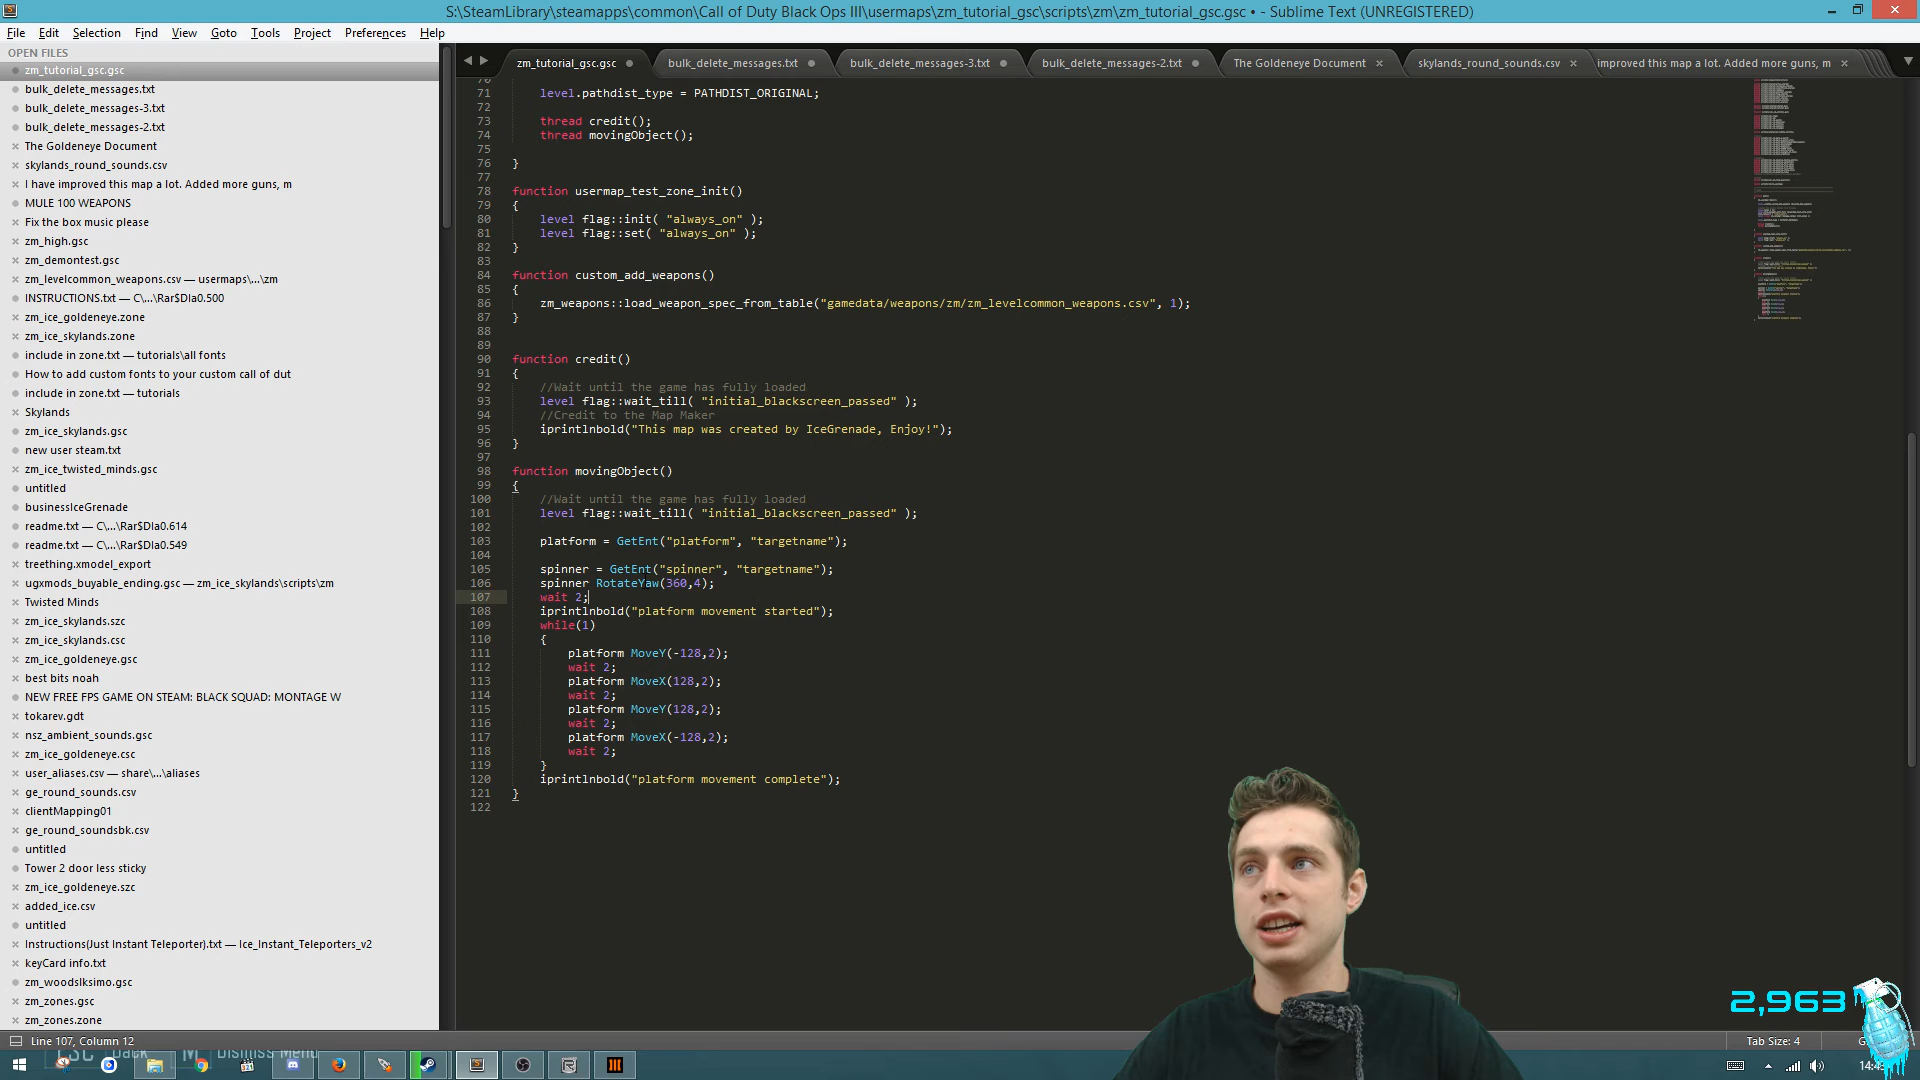 S:\SteamLibrary\steamapps\common\Call of Duty Black Ops III\usermaps\zm_tutorial_gsc\scripts\zm\zm_tutorial_gsc.gsc • - Sublime Text (UNREGISTERED)
File Edit Selection Find View Goto Tools Project Preferences Help
OPEN FILES
zm_tutorial_gsc.gsc
bulk_delete_messages.txt
bulk_delete_messages-3.txt
bulk_delete_messages-2.txt
The Goldeneye Document
skylands_round_sounds.csv
I have improved this map a lot. Added more guns, m
MULE 100 WEAPONS
Fix the box music please
zm_high.gsc
zm_demontest.gsc
zm_levelcommon_weapons.csv — usermaps\...\zm
INSTRUCTIONS.txt — C\...\Rar$DIa0.500
zm_ice_goldeneye.zone
zm_ice_skylands.zone
include in zone.txt — tutorials\all fonts
How to add custom fonts to your custom call of dut
include in zone.txt — tutorials
Skylands
zm_ice_skylands.gsc
new user steam.txt
zm_ice_twisted_minds.gsc
untitled
businessIceGrenade
readme.txt — C\...\Rar$DIa0.614
readme.txt — C\...\Rar$DIa0.549
treething.xmodel_export
ugxmods_buyable_ending.gsc — zm_ice_skylands\scripts\zm
Twisted Minds
zm_ice_skylands.szc
zm_ice_skylands.csc
zm_ice_goldeneye.gsc
best bits noah
NEW FREE FPS GAME ON STEAM: BLACK SQUAD: MONTAGE W
tokarev.gdt
nsz_ambient_sounds.gsc
zm_ice_goldeneye.csc
user_aliases.csv — share\...\aliases
ge_round_sounds.csv
clientMapping01
ge_round_soundsbk.csv
untitled
Tower 2 door less sticky
zm_ice_goldeneye.szc
added_ice.csv
untitled
Instructions(Just Instant Teleporter).txt — Ice_Instant_Teleporters_v2
keyCard info.txt
zm_woodslksimo.gsc
zm_zones.gsc
zm_zones.zone
zm_tutorial_gsc.gsc bulk_delete_messages.txt bulk_delete_messages-3.txt bulk_delete_messages-2.txt The Goldeneye Document skylands_round_sounds.csv improved this map a lot. Added more guns, m
70
71 level.pathdist_type = PATHDIST_ORIGINAL;
72
73 thread credit();
74 thread movingObject();
75
76 }
77
78 function usermap_test_zone_init()
79 {
80 level flag::init( "always_on" );
81 level flag::set( "always_on" );
82 }
83
84 function custom_add_weapons()
85 {
86 zm_weapons::load_weapon_spec_from_table("gamedata/weapons/zm/zm_levelcommon_weapons.csv", 1);
87 }
88
89
90 function credit()
91 {
92 //Wait until the game has fully loaded
93 level flag::wait_till( "initial_blackscreen_passed" );
94 //Credit to the Map Maker
95 iprintlnbold("This map was created by IceGrenade, Enjoy!");
96 }
97
98 function movingObject()
99 {
100 //Wait until the game has fully loaded
101 level flag::wait_till( "initial_blackscreen_passed" );
102
103 platform = GetEnt("platform", "targetname");
104
105 spinner = GetEnt("spinner", "targetname");
106 spinner RotateYaw(360,4);
107 wait 2;
108 iprintlnbold("platform movement started");
109 while(1)
110 {
111 platform MoveY(-128,2);
112 wait 2;
113 platform MoveX(128,2);
114 wait 2;
115 platform MoveY(128,2);
116 wait 2;
117 platform MoveX(-128,2);
118 wait 2;
119 }
120 iprintlnbold("platform movement complete");
121 }
122
2,963
Line 107, Column 12
Tab Size: 4
Esc Back M Dismiss Menu